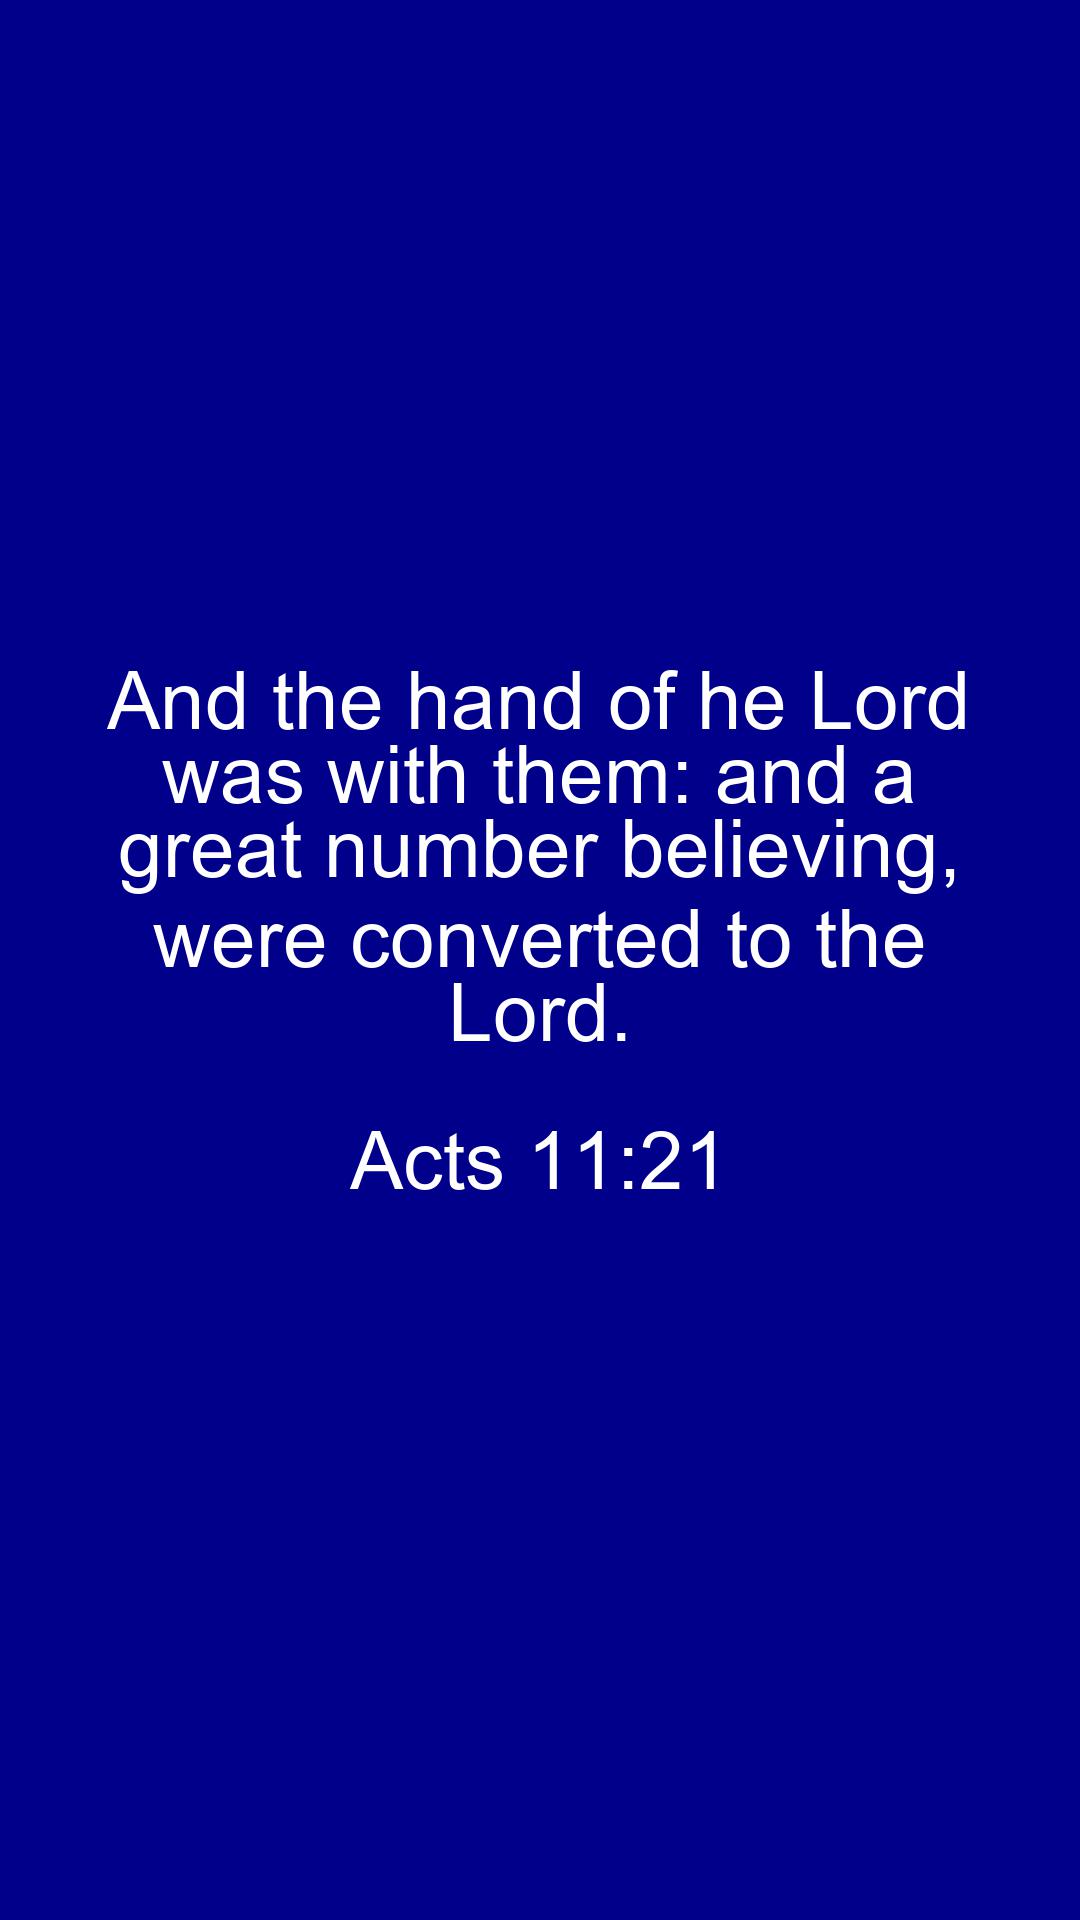 And the hand of he Lord
was with them: and a
great number believing,
were converted to the
Lord.
Acts 11:21